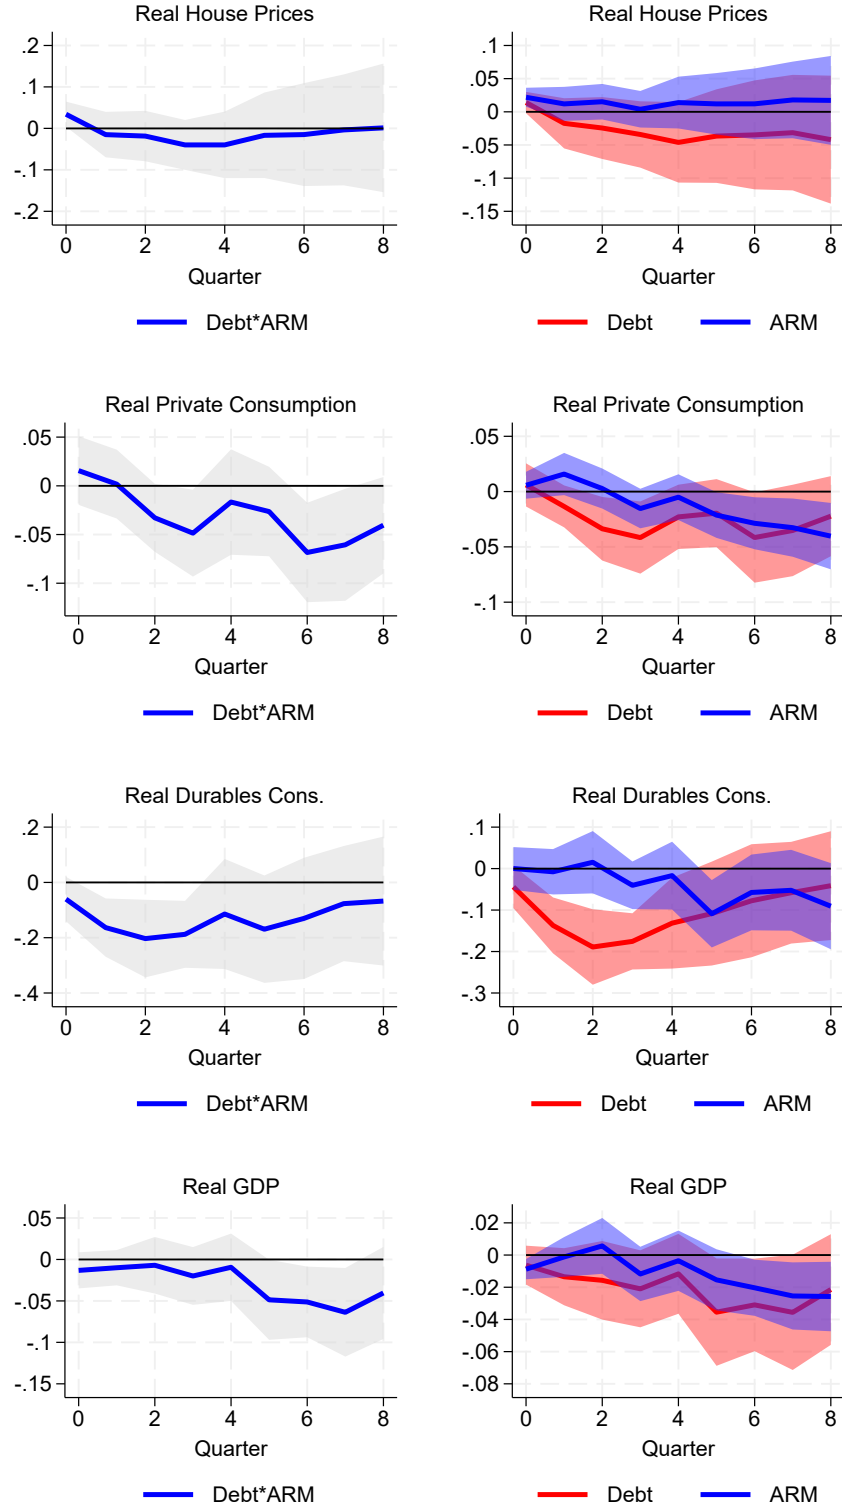 Real House Prices
.2
.1
0
-.1
-.2
0 2 4 6 8
Quarter
Debt*ARM
Real House Prices
.1
.05
0
-.05
-.1
-.15
0 2 4 6 8
Quarter
Debt ARM
Real Private Consumption
.05
0
-.05
-.1
0 2 4 6 8
Quarter
Debt*ARM
Real Private Consumption
.05
0
-.05
-.1
0 2 4 6 8
Quarter
Debt ARM
Real Durables Cons.
.2
0
-.2
-.4
0 2 4 6 8
Quarter
Debt*ARM
Real Durables Cons.
.1
0
-.1
-.2
-.3
0 2 4 6 8
Quarter
Debt ARM
Real GDP
.05
0
-.05
-.1
-.15
0 2 4 6 8
Quarter
Debt*ARM
Real GDP
.02
0
-.02
-.04
-.06
-.08
0 2 4 6 8
Quarter
Debt ARM